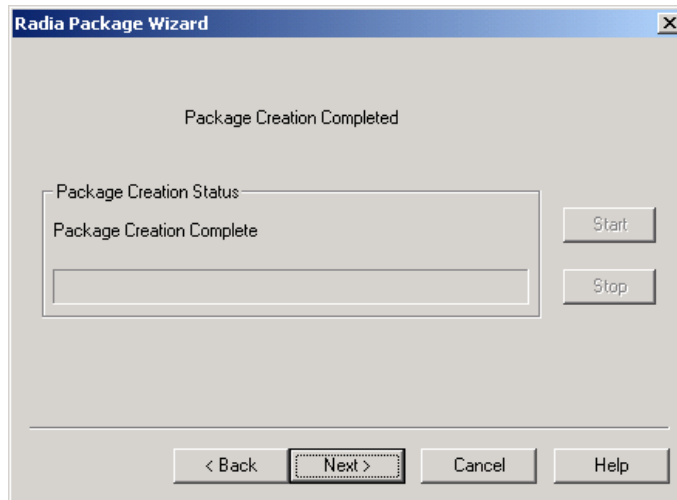 Radia Package Wizard
Package Creation Completed
Package Creation Status
Package Creation Complete
Start
Stop
< Back
Next >
Cancel
Help